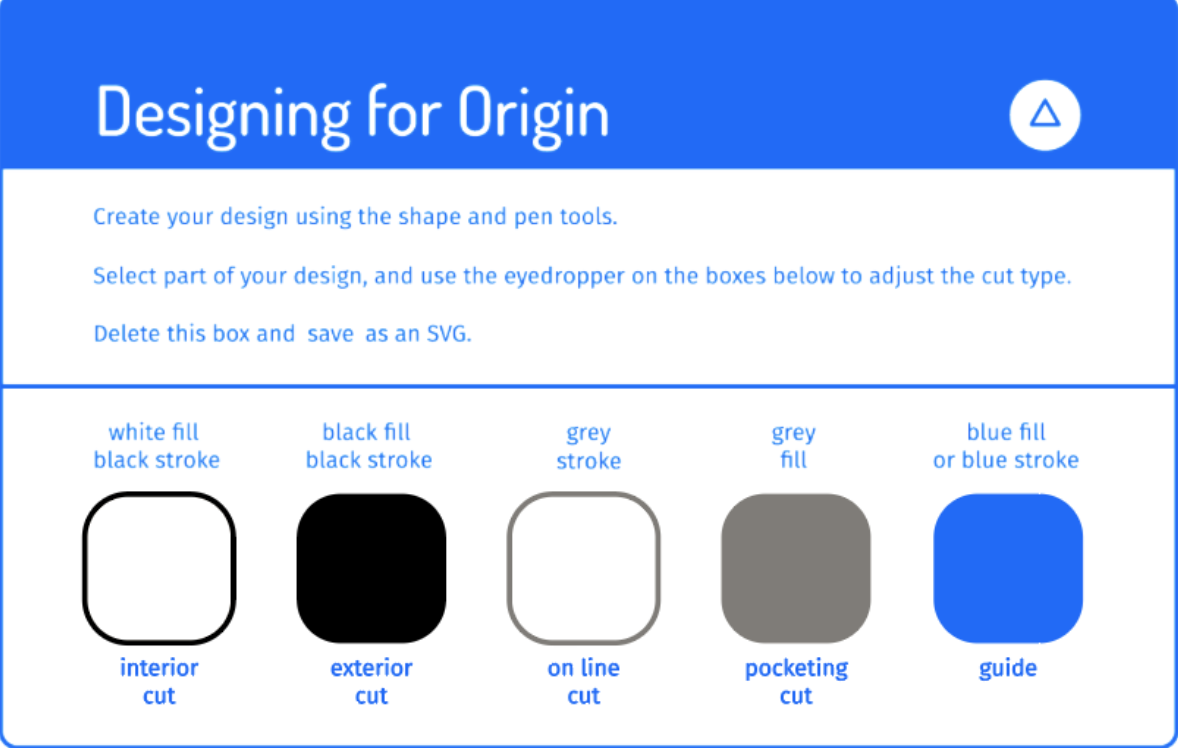 Designing for Origin
Create your design using the shape and pen tools.
Select part of your design, and use the eyedropper on the boxes below to adjust the cut type.
Delete this box and save as an SVG.
white fill
black stroke
black fill
black stroke
grey
stroke
grey
fill
blue fill
or blue stroke
interior
cut
exterior
cut
on line
cut
pocketing
cut
guide